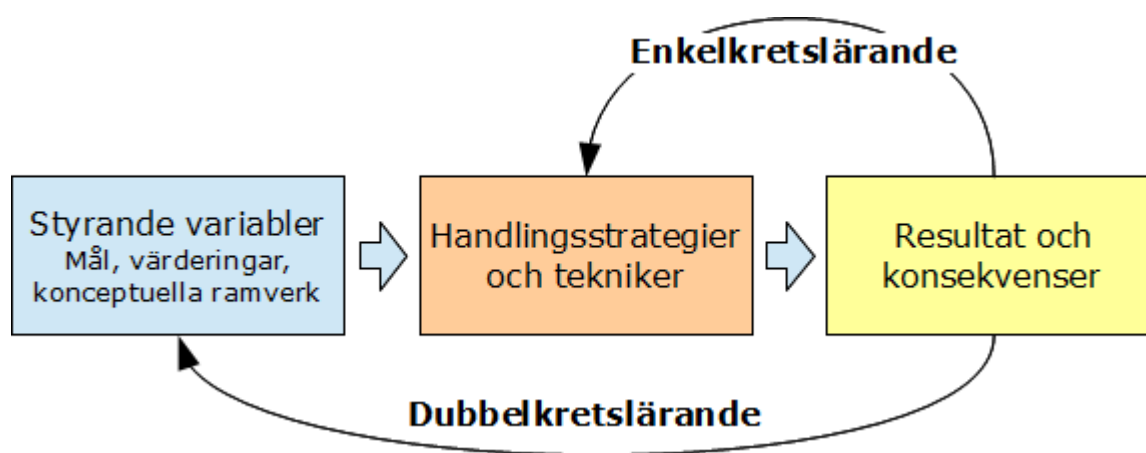 Enkelkretslärande
Styrande variabler
Mål, värderingar,
konceptuella ramverk
Handlingsstrategier
och tekniker
Resultat och
konsekvenser
Dubbelkretslärande